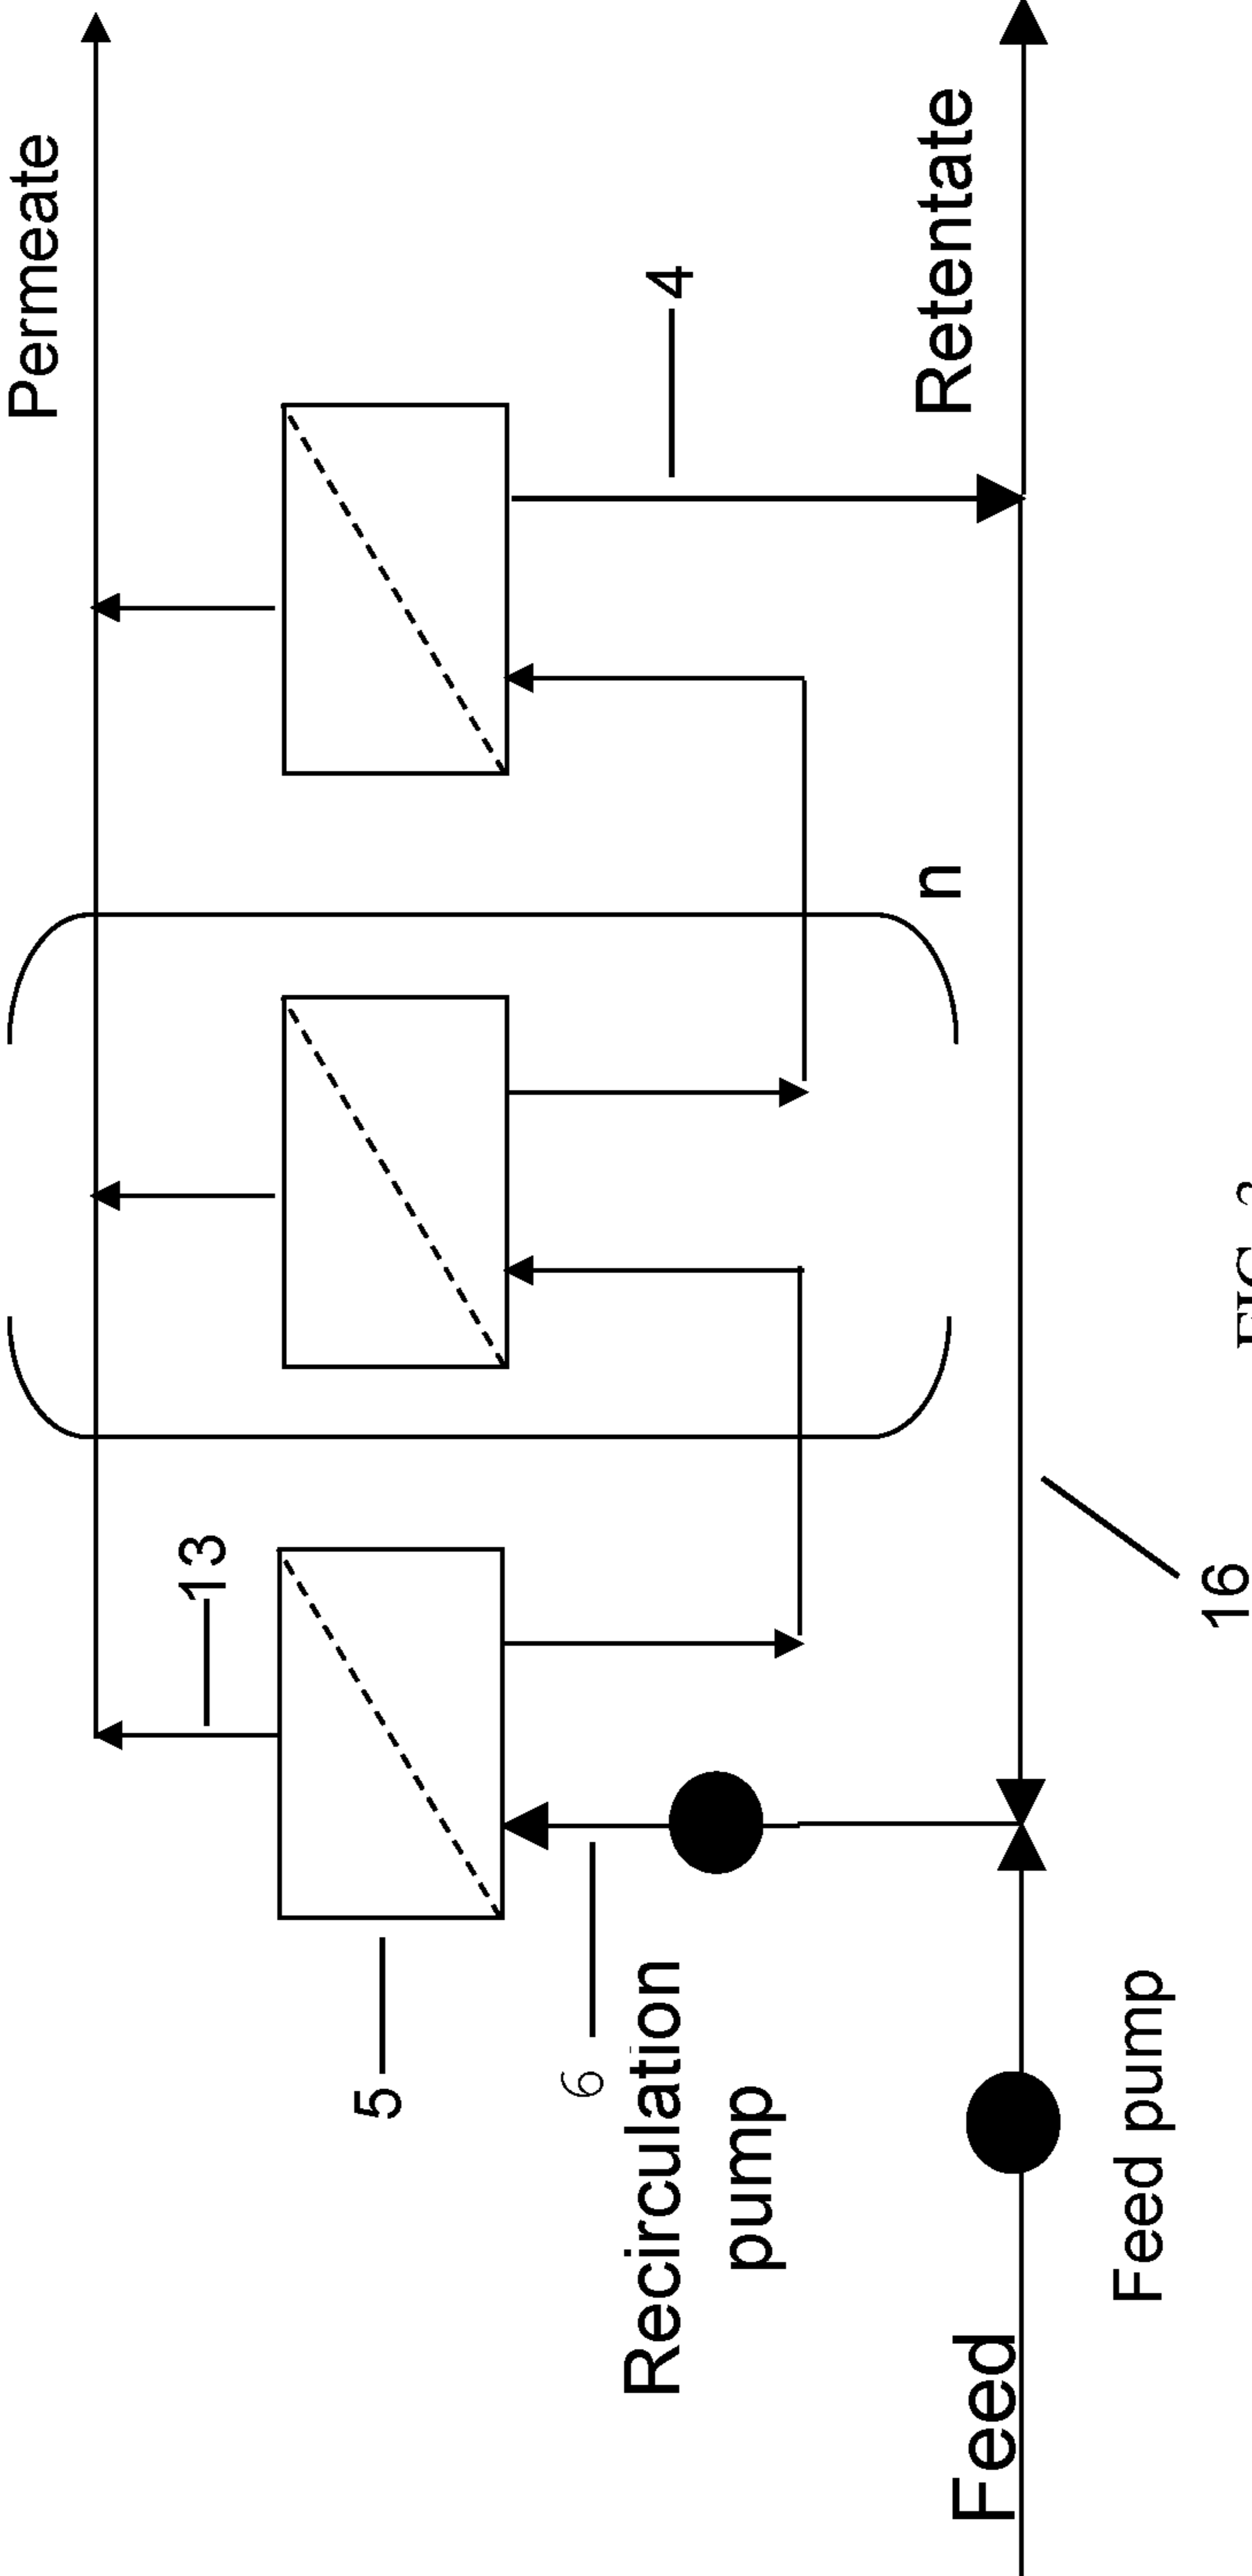 Permeate
13
5
4
6
Recirculation
pump
n
Retentate
Feed
16
Feed pump